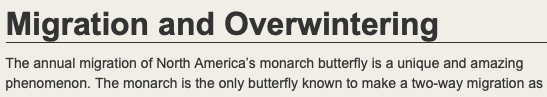 Migration and Overwintering
The annual migration of North America’s monarch butterfly is a unique and amazing
phenomenon. The monarch is the only butterfly known to make a two-way migration as